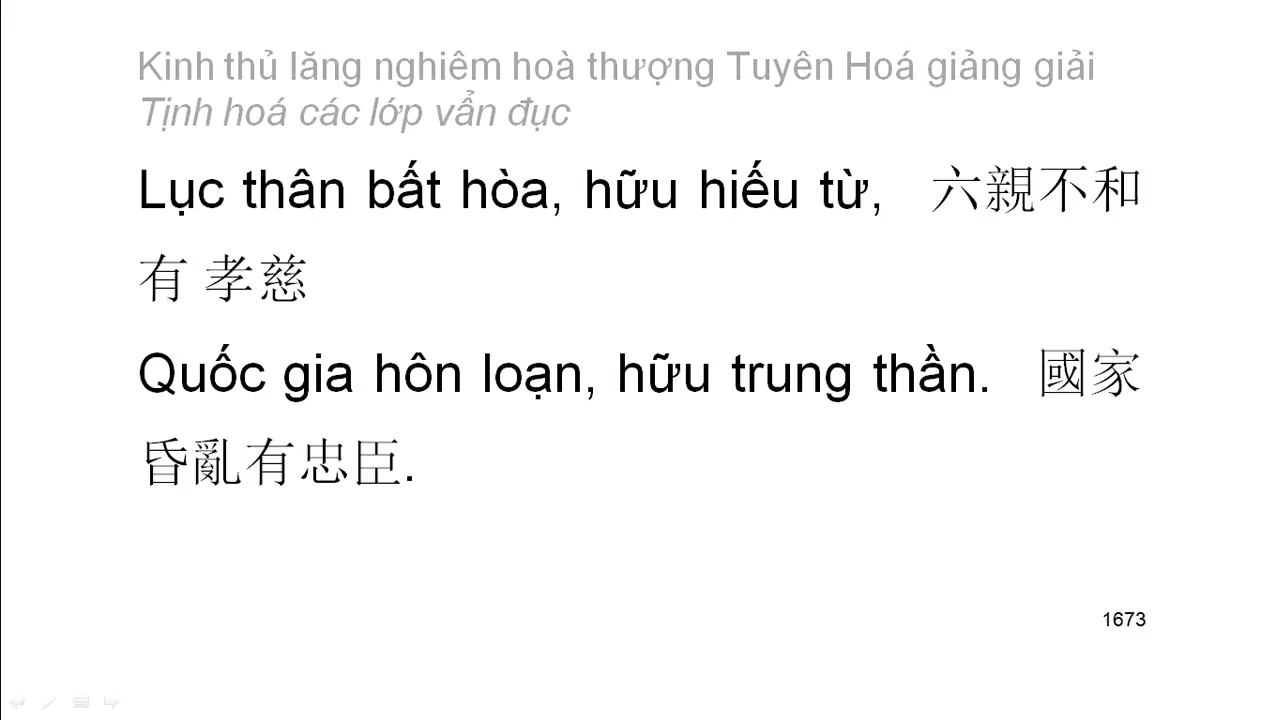 Kinh thủ lăng nghiêm hoà thượng Tuyên Hoá giảng giải
Tịnh hoá các lớp vẩn đục
Lục thân bất hòa, hữu hiếu từ, 六親不和
有 孝慈
Quốc gia hôn loạn, hữu trung thần. 國家
昏亂有忠臣.
1673